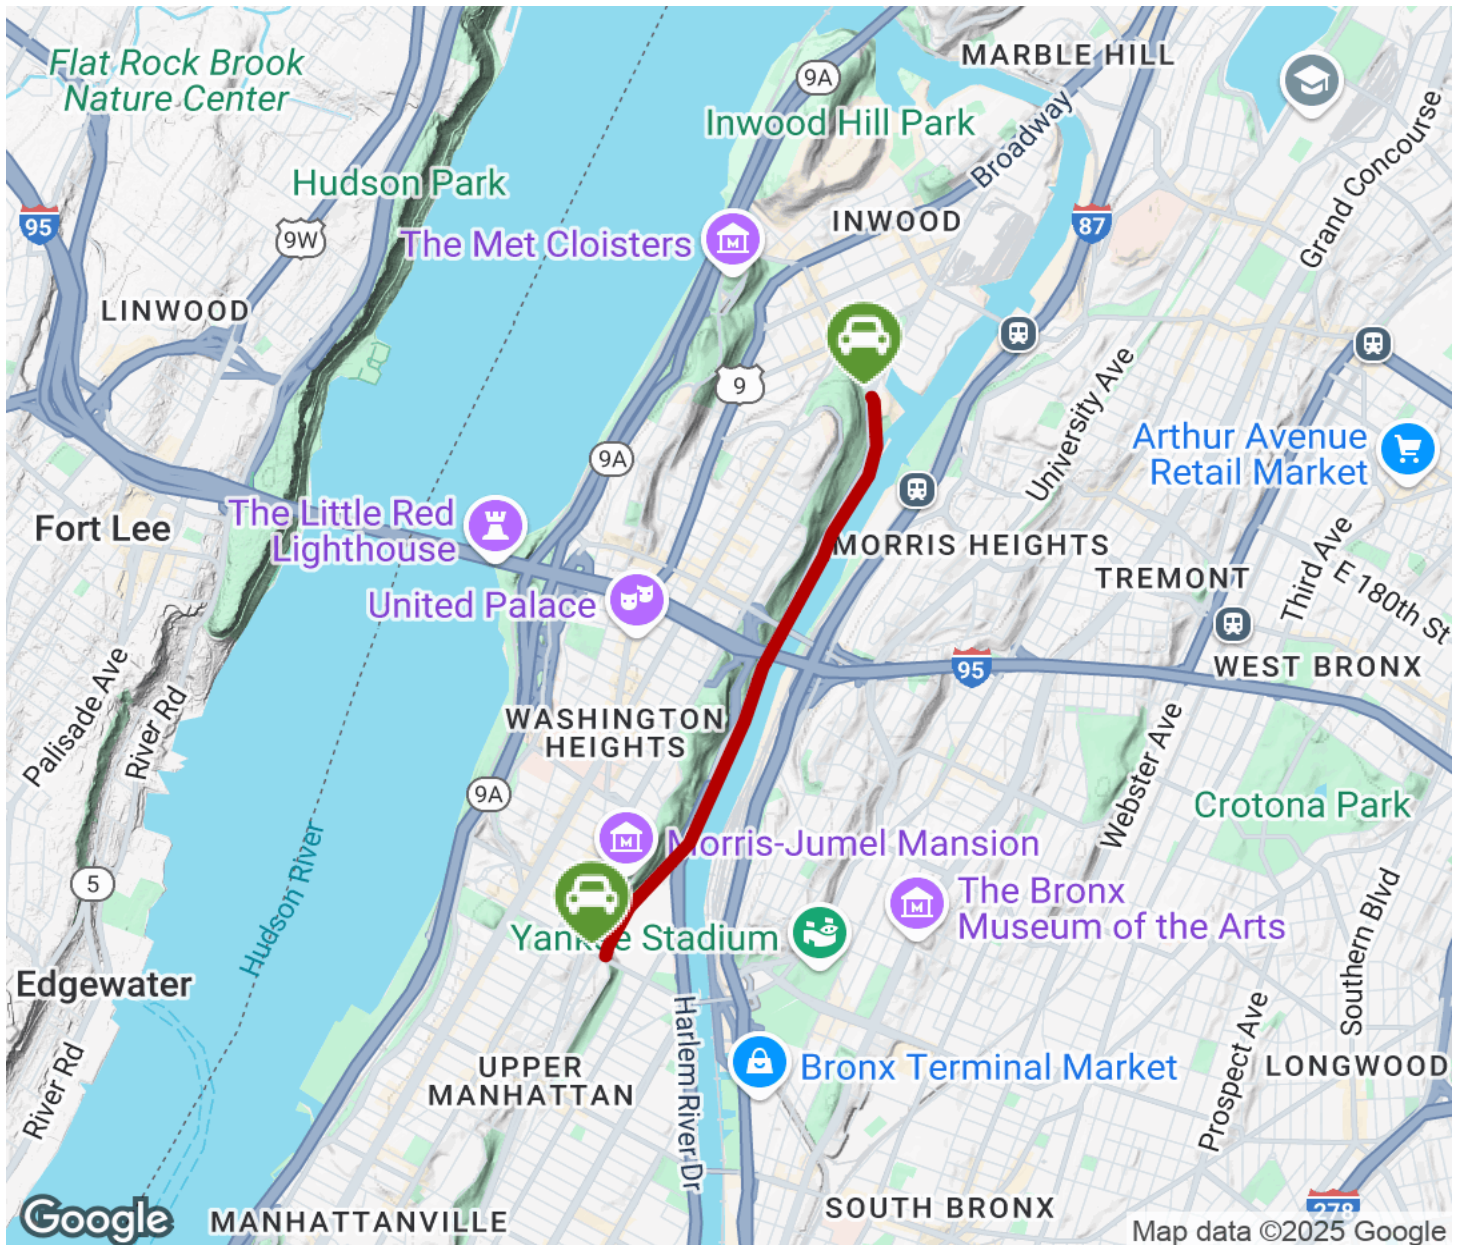 MARBLE HILL
Flat Rock Brook
Nature Center
9A
Inwood Hill Park
Broadway
Grand Concourse
Hudson Park
95
9W
The Met Cloisters
INWOOD
87
LINWOOD
9
University Ave
Arthur Avenue
Retail Market
9A
The Little Red
Lighthouse
Fort Lee
MORRIS HEIGHTS
TREMONT
Third Ave
E 180th St
United Palace
95
WEST BRONX
Palisade Ave
River Rd
WASHINGTON
HEIGHTS
Webster Ave
9A
Crotona Park
Morris-Jumel Mansion
5
Hudson River
The Bronx
Museum of the Arts
Southern Blvd
Yankee Stadium
Edgewater
Harlem River Dr
UPPER
MANHATTAN
Bronx Terminal Market
Prospect Ave
LONGWOOD
River Rd
278
SOUTH BRONX
MANHATTANVILLE
Google
Map data ©2025 Google